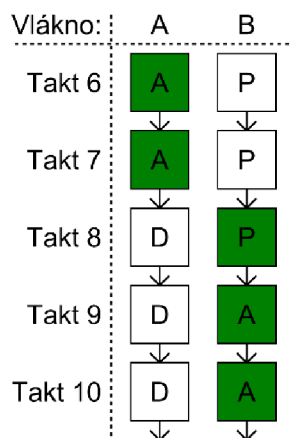 Vlákno: A B
Takt 6 A P
Takt 7 A P
Takt 8 D P
Takt 9 D A
Takt 10 D A